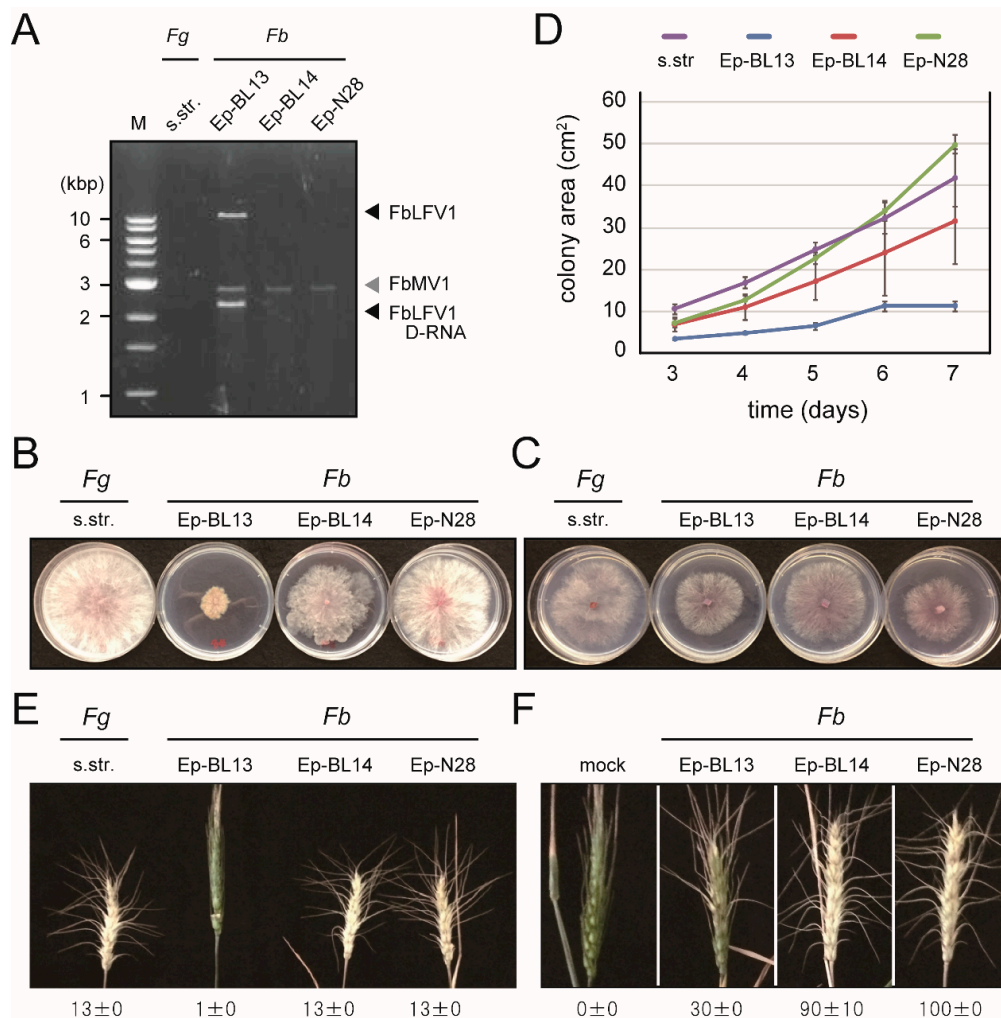 A
Fg
Fb
M
s.str.
Ep-BL13
Ep-BL14
Ep-N28
(kbp)
10
6
3
2
1
FbLFV1
FbMV1
FbLFV1
D-RNA
D
s.str
Ep-BL13
Ep-BL14
Ep-N28
colony area (cm²)
60
50
40
30
20
10
0
3 4 5 6 7
time (days)
B
Fg
Fb
s.str.
Ep-BL13
Ep-BL14
Ep-N28
C
Fg
Fb
s.str.
Ep-BL13
Ep-BL14
Ep-N28
E
Fg
Fb
s.str.
Ep-BL13
Ep-BL14
Ep-N28
13±0
1±0
13±0
13±0
F
Fb
mock
Ep-BL13
Ep-BL14
Ep-N28
0±0
30±0
90±10
100±0